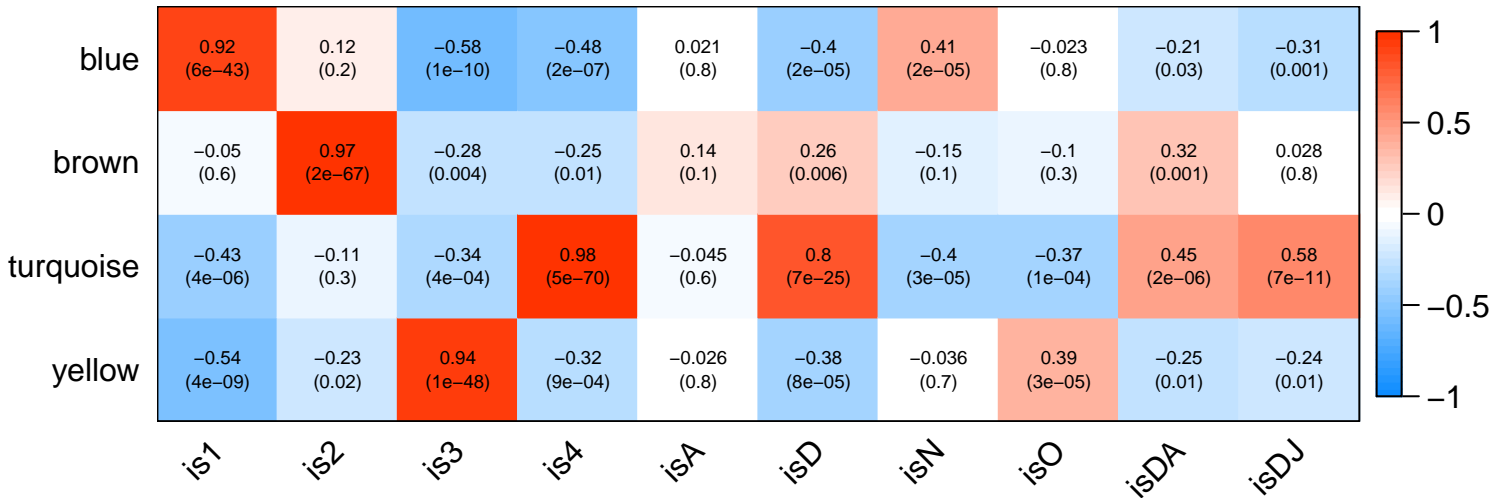 blue
0.92 0.12 −0.58 −0.48 0.021 −0.4 0.41 −0.023 −0.21 −0.31
(6e−43) (0.2) (1e−10) (2e−07) (0.8) (2e−05) (2e−05) (0.8) (0.03) (0.001)
brown
−0.05 0.97 −0.28 −0.25 0.14 0.26 −0.15 −0.1 0.32 0.028
(0.6) (2e−67) (0.004) (0.01) (0.1) (0.006) (0.1) (0.3) (0.001) (0.8)
turquoise
−0.43 −0.11 −0.34 0.98 −0.045 0.8 −0.4 −0.37 0.45 0.58
(4e−06) (0.3) (4e−04) (5e−70) (0.6) (7e−25) (3e−05) (1e−04) (2e−06) (7e−11)
yellow
−0.54 −0.23 0.94 −0.32 −0.026 −0.38 −0.036 0.39 −0.25 −0.24
(4e−09) (0.02) (1e−48) (9e−04) (0.8) (8e−05) (0.7) (3e−05) (0.01) (0.01)
is1 is2 is3 is4 isA isD isN isO isDA isDJ
1
0.5
0
−0.5
−1